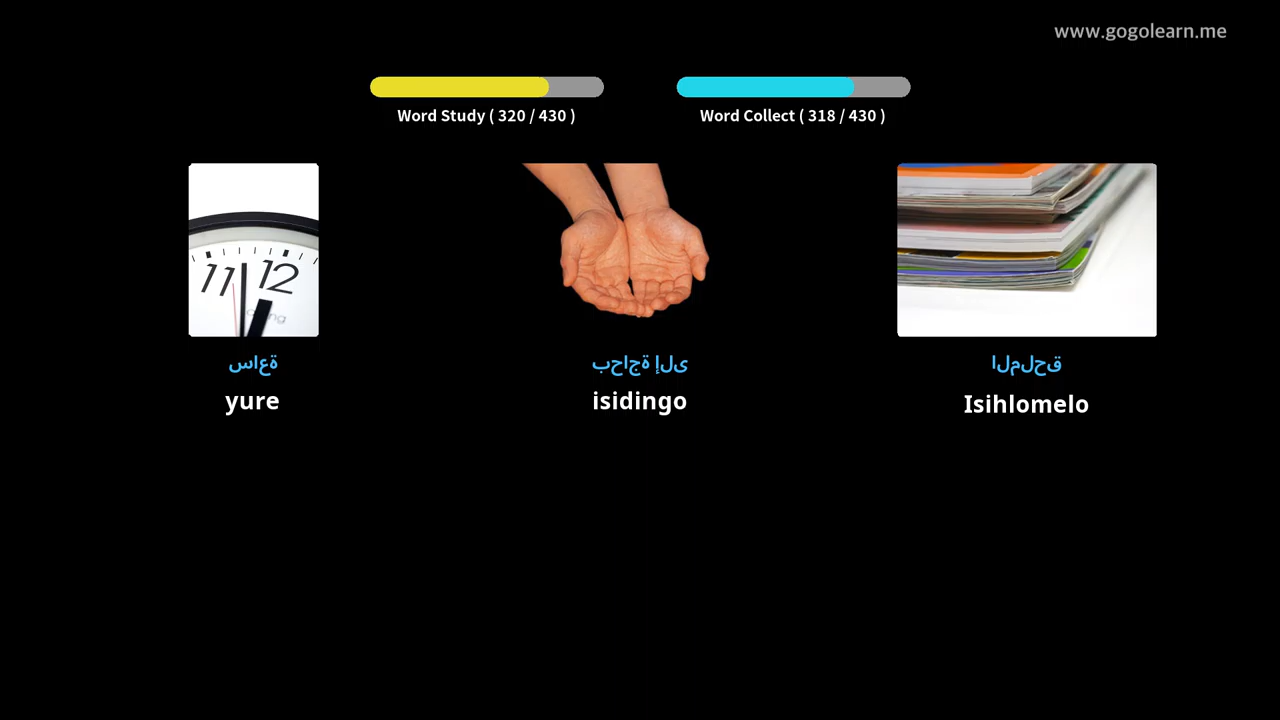 www.gogolearn.me
Word Study ( 320 / 430 )
Word Collect ( 318 / 430 )
ساعة
yure
بحاجة إلى
isidingo
الملحق
Isihlomelo